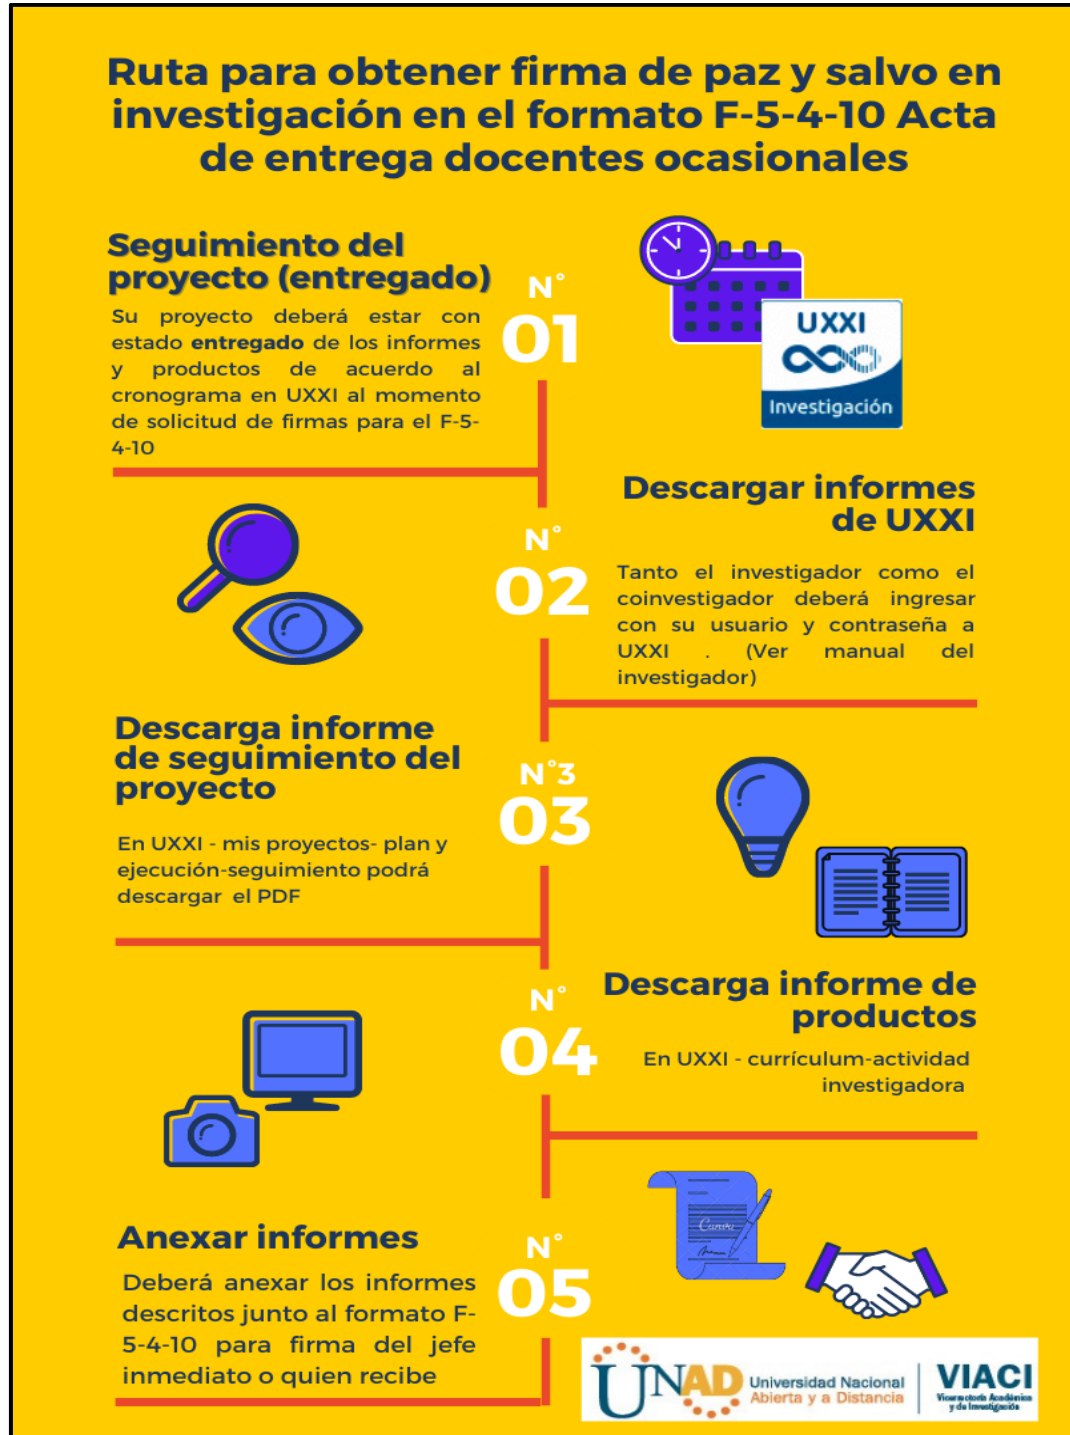 Ruta para obtener firma de paz y salvo en
investigación en el formato F-5-4-10 Acta
de entrega docentes ocasionales
Seguimiento del
proyecto (entregado)
Su proyecto deberá estar con
estado entregado de los informes
y productos de acuerdo al
cronograma en UXXI al momento
de solicitud de firmas para el F-5-
4-10
N°
01
UXXI
Investigación
Descargar informes
de UXXI
N°
02
Tanto el investigador como el
coinvestigador deberá ingresar
con su usuario y contraseña a
UXXI . (Ver manual del
investigador)
Descarga informe
de seguimiento del
proyecto
N°3
03
En UXXI - mis proyectos- plan y
ejecución-seguimiento podrá
descargar el PDF
Descarga informe de
productos
N°
04
En UXXI - currículum-actividad
investigadora
Canva
Anexar informes
N°
05
Deberá anexar los informes
descritos junto al formato F-
5-4-10 para firma del jefe
inmediato o quien recibe
UNAD
Universidad Nacional
Abierta y a Distancia
VIACI
Vicerrectoría Académica
y de Investigación